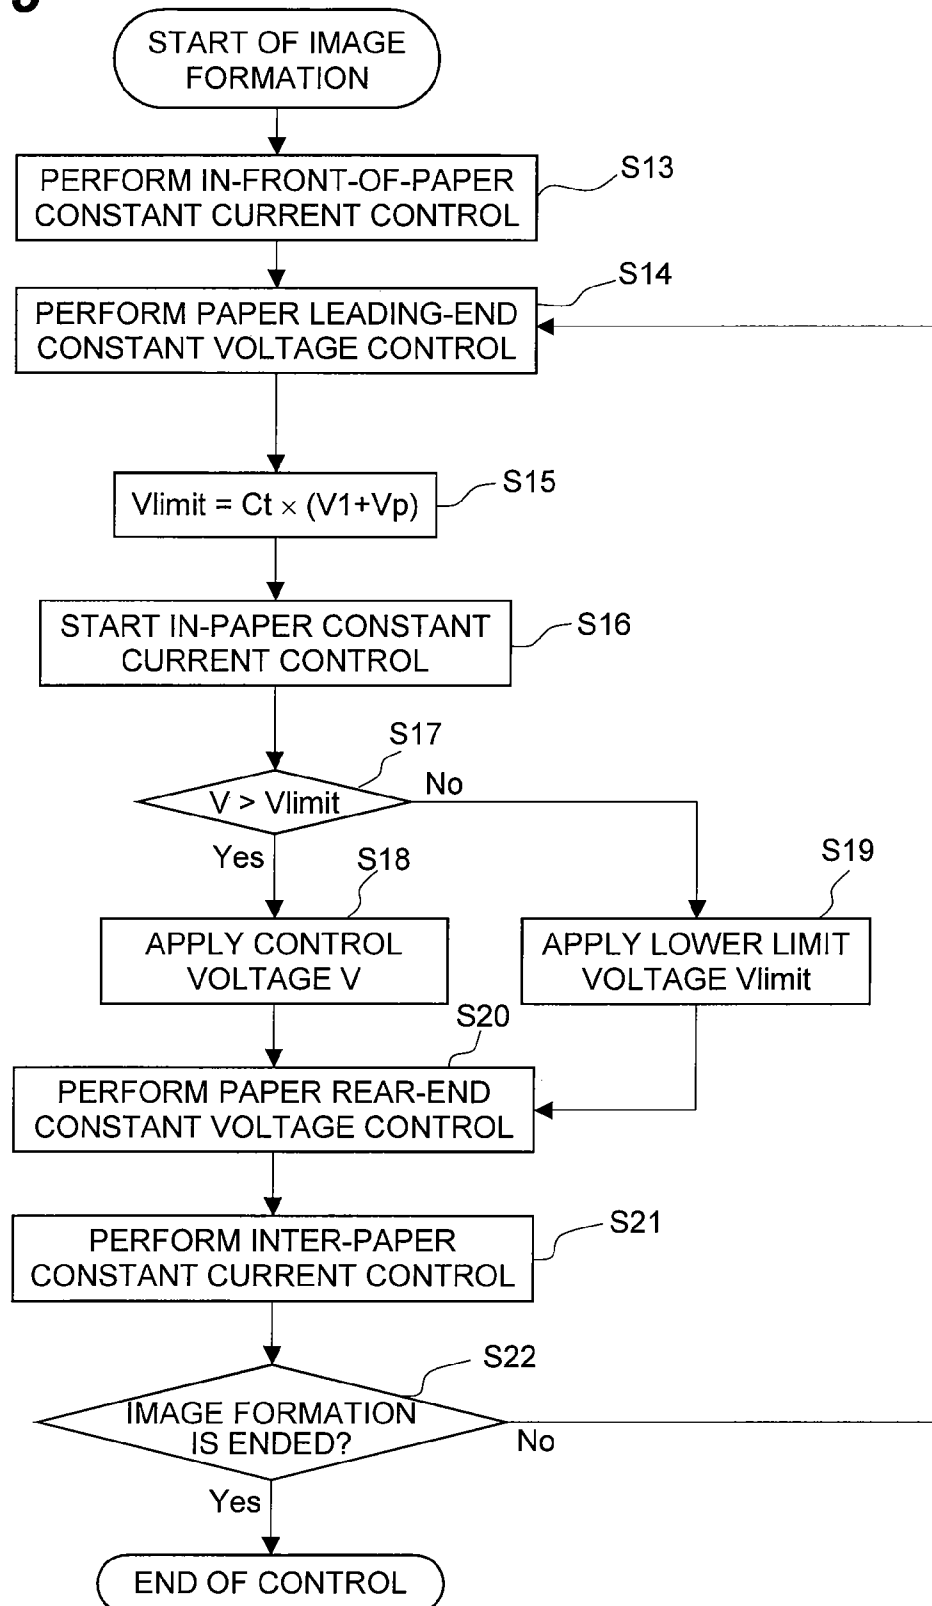 START OF IMAGE
FORMATION
PERFORM IN-FRONT-OF-PAPER
CONSTANT CURRENT CONTROL
S13
PERFORM PAPER LEADING-END
CONSTANT VOLTAGE CONTROL
S14
Vlimit = Ct × (V1+Vp)
S15
START IN-PAPER CONSTANT
CURRENT CONTROL
S16
V > Vlimit
S17
No
Yes
APPLY CONTROL
VOLTAGE V
S18
APPLY LOWER LIMIT
VOLTAGE Vlimit
S19
PERFORM PAPER REAR-END
CONSTANT VOLTAGE CONTROL
S20
PERFORM INTER-PAPER
CONSTANT CURRENT CONTROL
S21
IMAGE FORMATION
IS ENDED?
S22
No
Yes
END OF CONTROL